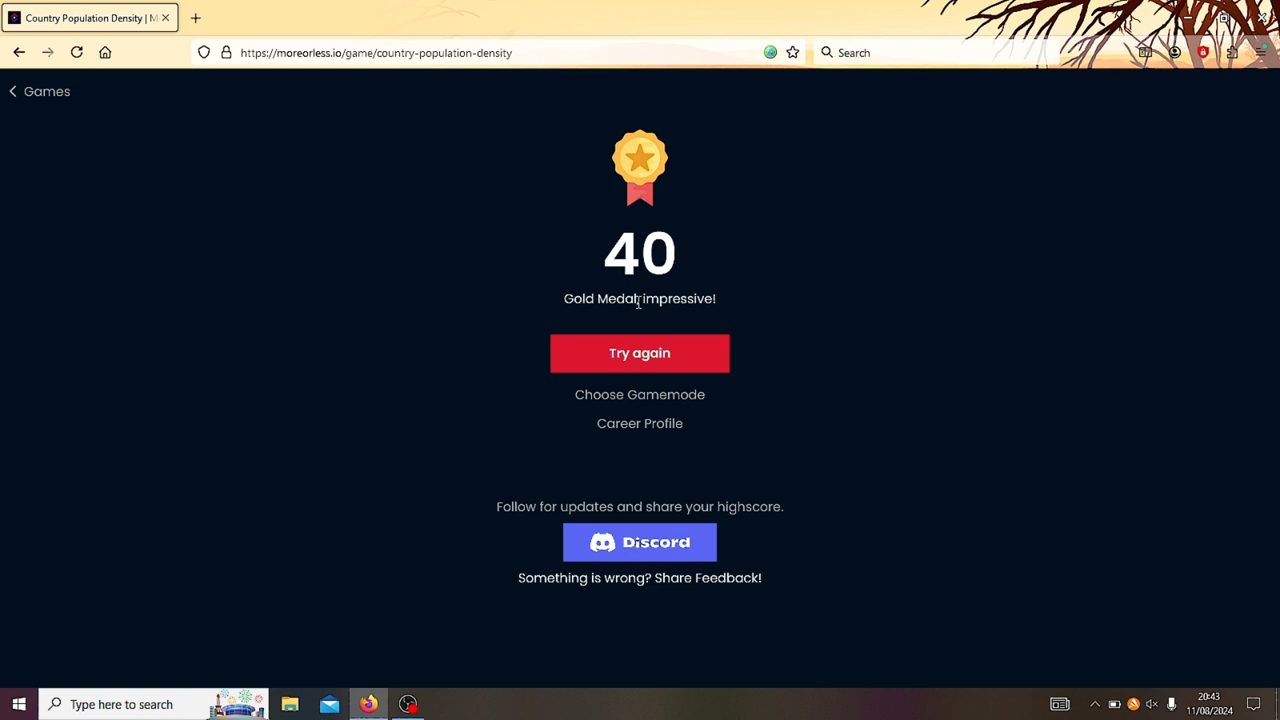 Country Population Density | M
https://moreorless.io/game/country-population-density
Search
Games
40
Gold Medal, impressive!
Try again
Choose Gamemode
Career Profile
Follow for updates and share your highscore.
Discord
Something is wrong? Share Feedback!
Type here to search
20:43
11/08/2024